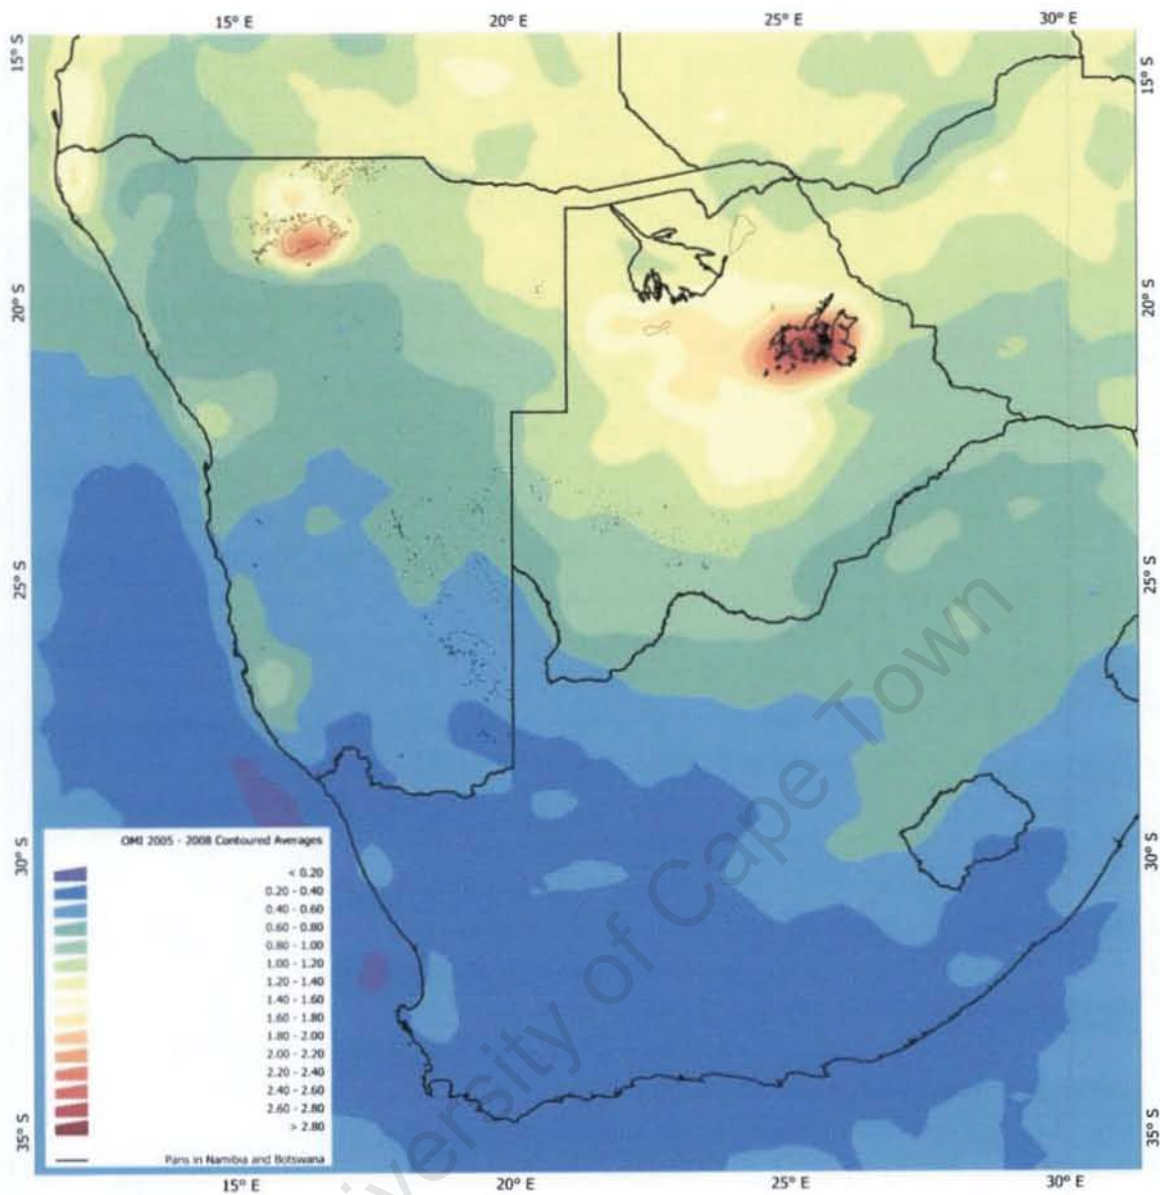 15° E 20° E 25° E 30° E
15° S 15° S
20° S 20° S
25° S 25° S
30° S 30° S
35° S 35° S
OMI 2005 - 2008 Contoured Averages
< 0.20
0.20 - 0.40
0.40 - 0.60
0.60 - 0.80
0.80 - 1.00
1.00 - 1.20
1.20 - 1.40
1.40 - 1.60
1.60 - 1.80
1.80 - 2.00
2.00 - 2.20
2.20 - 2.40
2.40 - 2.60
2.60 - 2.80
> 2.80
Pans in Namibia and Botswana
15° E 20° E 25° E 30° E
University of Cape Town